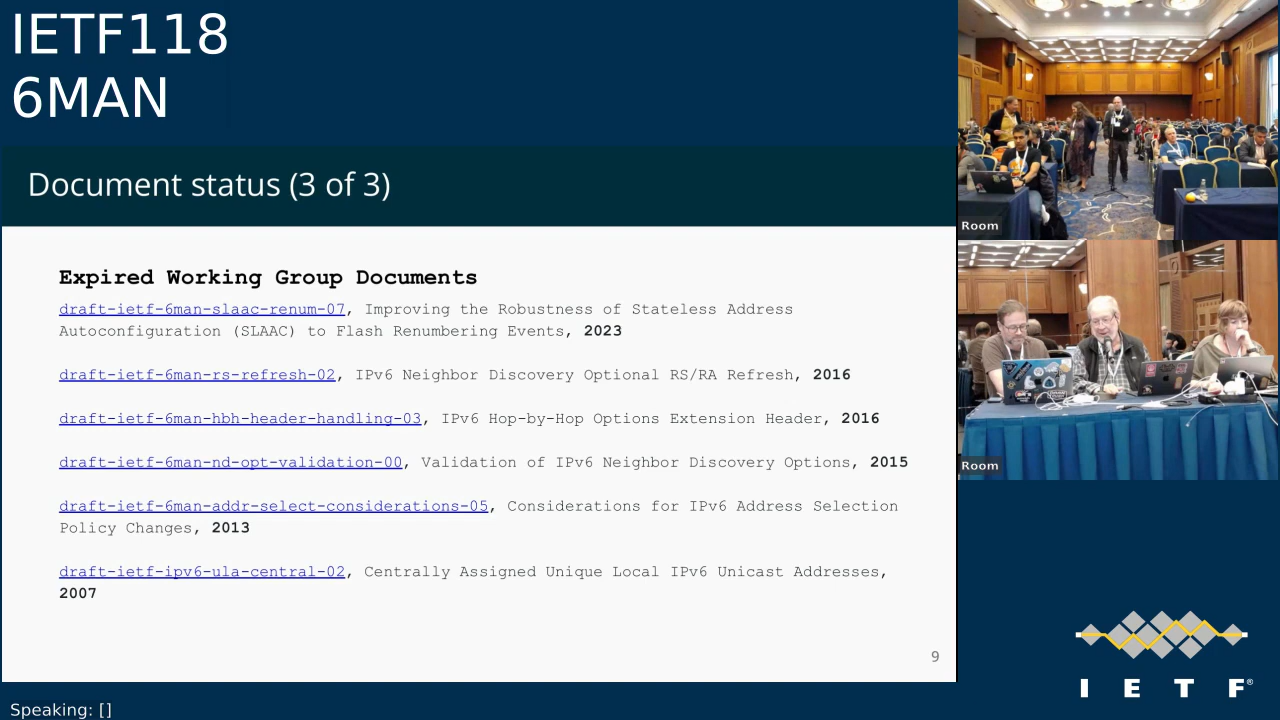 IETF118
6MAN
Document status (3 of 3)
Expired Working Group Documents
draft-ietf-6man-slaac-renum-07, Improving the Robustness of Stateless Address
Autoconfiguration (SLAAC) to Flash Renumbering Events, 2023
draft-ietf-6man-rs-refresh-02, IPv6 Neighbor Discovery Optional RS/RA Refresh, 2016
draft-ietf-6man-hbh-header-handling-03, IPv6 Hop-by-Hop Options Extension Header, 2016
draft-ietf-6man-nd-opt-validation-00, Validation of IPv6 Neighbor Discovery Options, 2015
draft-ietf-6man-addr-select-considerations-05, Considerations for IPv6 Address Selection
Policy Changes, 2013
draft-ietf-ipv6-ula-central-02, Centrally Assigned Unique Local IPv6 Unicast Addresses,
2007
9
Room
Room
I E T F®
Speaking: []